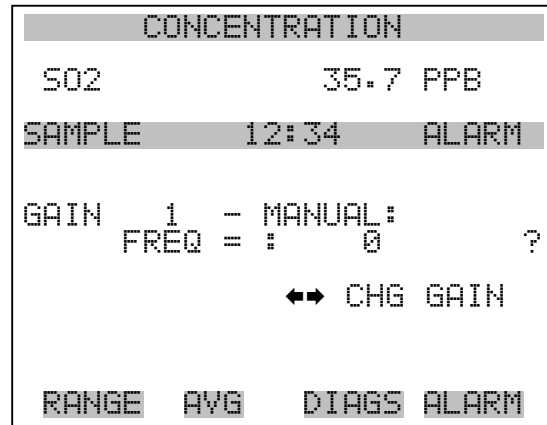 CONCENTRATION
SO2 35.7 PPB
SAMPLE 12:34 ALARM
GAIN 1 - MANUAL:
FREQ = : 0 ?
⬅➡ CHG GAIN
RANGE AVG DIAGS ALARM